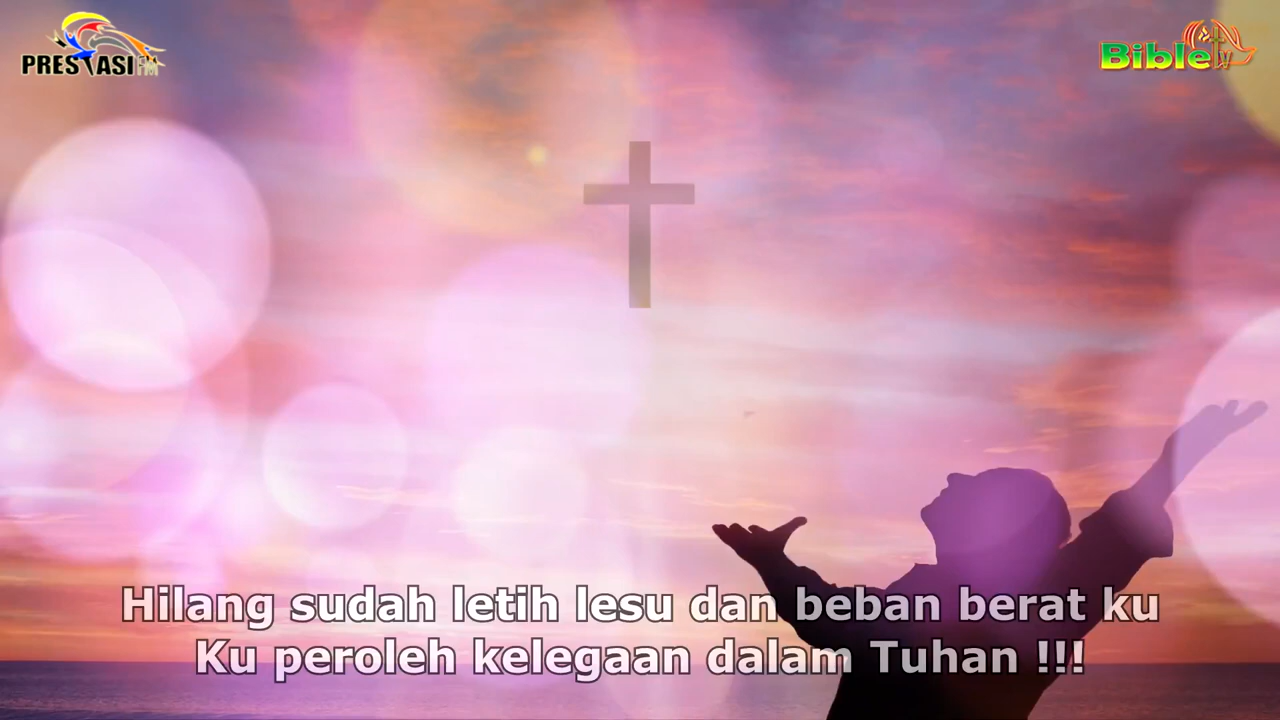 PRESTASI FM
Bible TV
Hilang sudah letih lesu dan beban berat ku
Ku peroleh kelegaan dalam Tuhan !!!